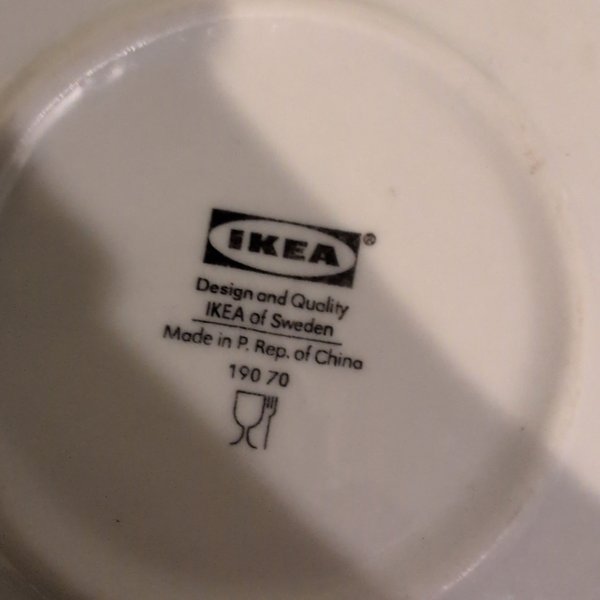 IKEA®
Design and Quality
IKEA of Sweden
Made in P. Rep. of China
190 70